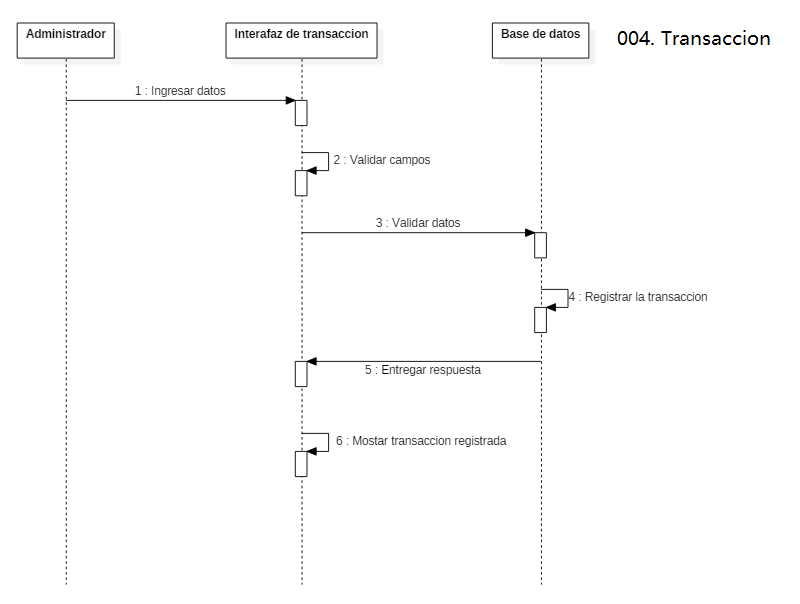 Administrador
Interafaz de transaccion
Base de datos
004. Transaccion
1 : Ingresar datos
2 : Validar campos
3 : Validar datos
4 : Registrar la transaccion
5 : Entregar respuesta
6 : Mostar transaccion registrada